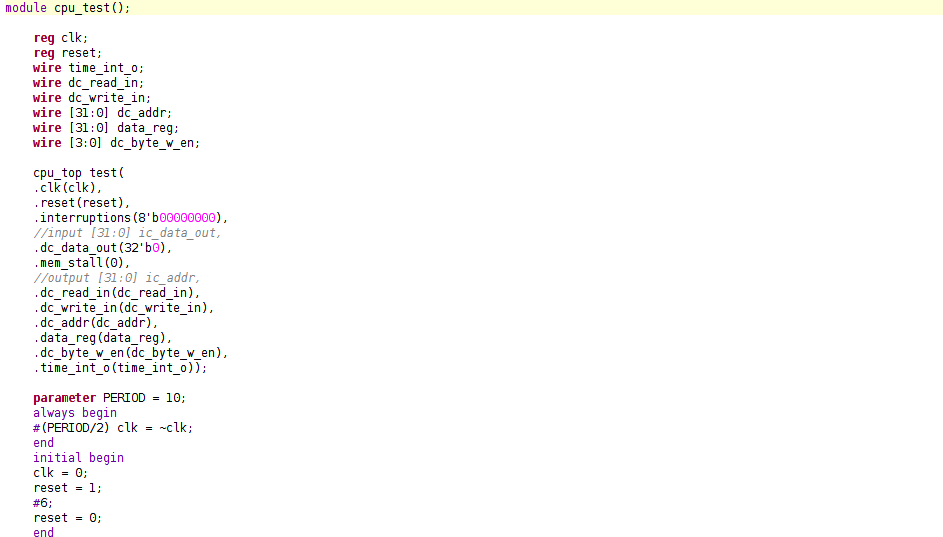 module cpu_test();
reg clk;
reg reset;
wire time_int_o;
wire dc_read_in;
wire dc_write_in;
wire [31:0] dc_addr;
wire [31:0] data_reg;
wire [3:0] dc_byte_w_en;
cpu_top test(
.clk(clk),
.reset(reset),
.interruptions(8'b00000000),
//input [31:0] ic_data_out,
.dc_data_out(32'b0),
.mem_stall(0),
//output [31:0] ic_addr,
.dc_read_in(dc_read_in),
.dc_write_in(dc_write_in),
.dc_addr(dc_addr),
.data_reg(data_reg),
.dc_byte_w_en(dc_byte_w_en),
.time_int_o(time_int_o));
parameter PERIOD = 10;
always begin
#(PERIOD/2) clk = ~clk;
end
initial begin
clk = 0;
reset = 1;
#6;
reset = 0;
end